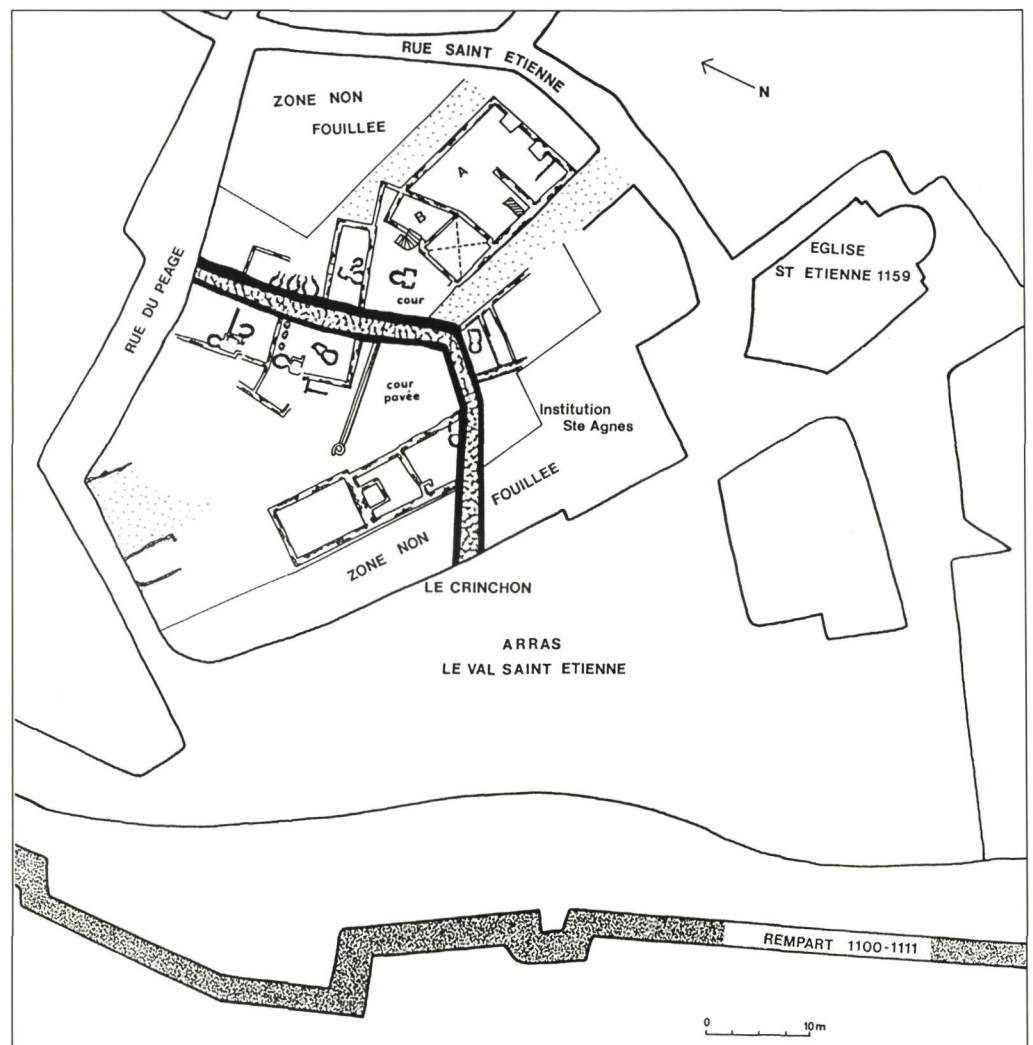 RUE SAINT ETIENNE
N
ZONE NON
FOUILLEE
A
B
EGLISE
ST ETIENNE 1159
RUE DU PEAGE
cour
cour
pavée
Institution
Ste Agnes
ZONE NON FOUILLEE
LE CRINCHON
ARRAS
LE VAL SAINT ETIENNE
REMPART 1100-1111
0 10m